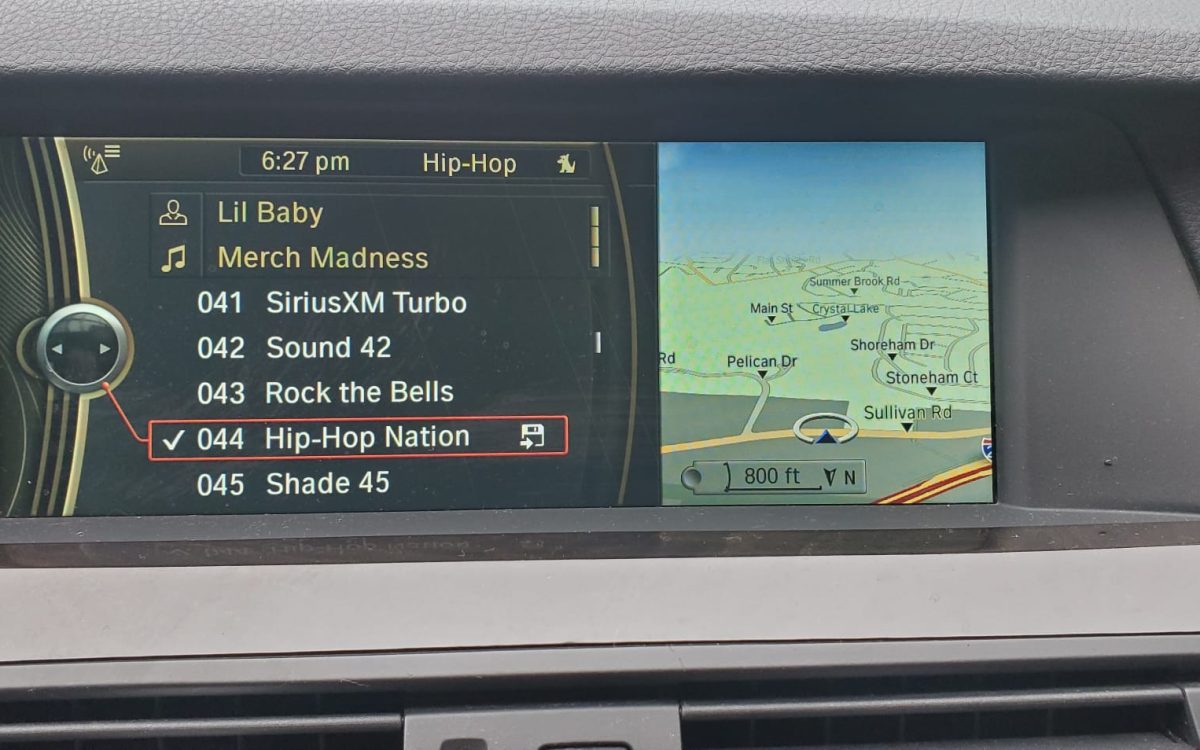 6:27 pm Hip-Hop
Lil Baby
Merch Madness
041 SiriusXM Turbo
042 Sound 42
043 Rock the Bells
044 Hip-Hop Nation
045 Shade 45
Summer Brook Rd
Main St
Crystal Lake
Shoreham Dr
Rd
Pelican Dr
Stoneham Ct
Sullivan Rd
800 ft N